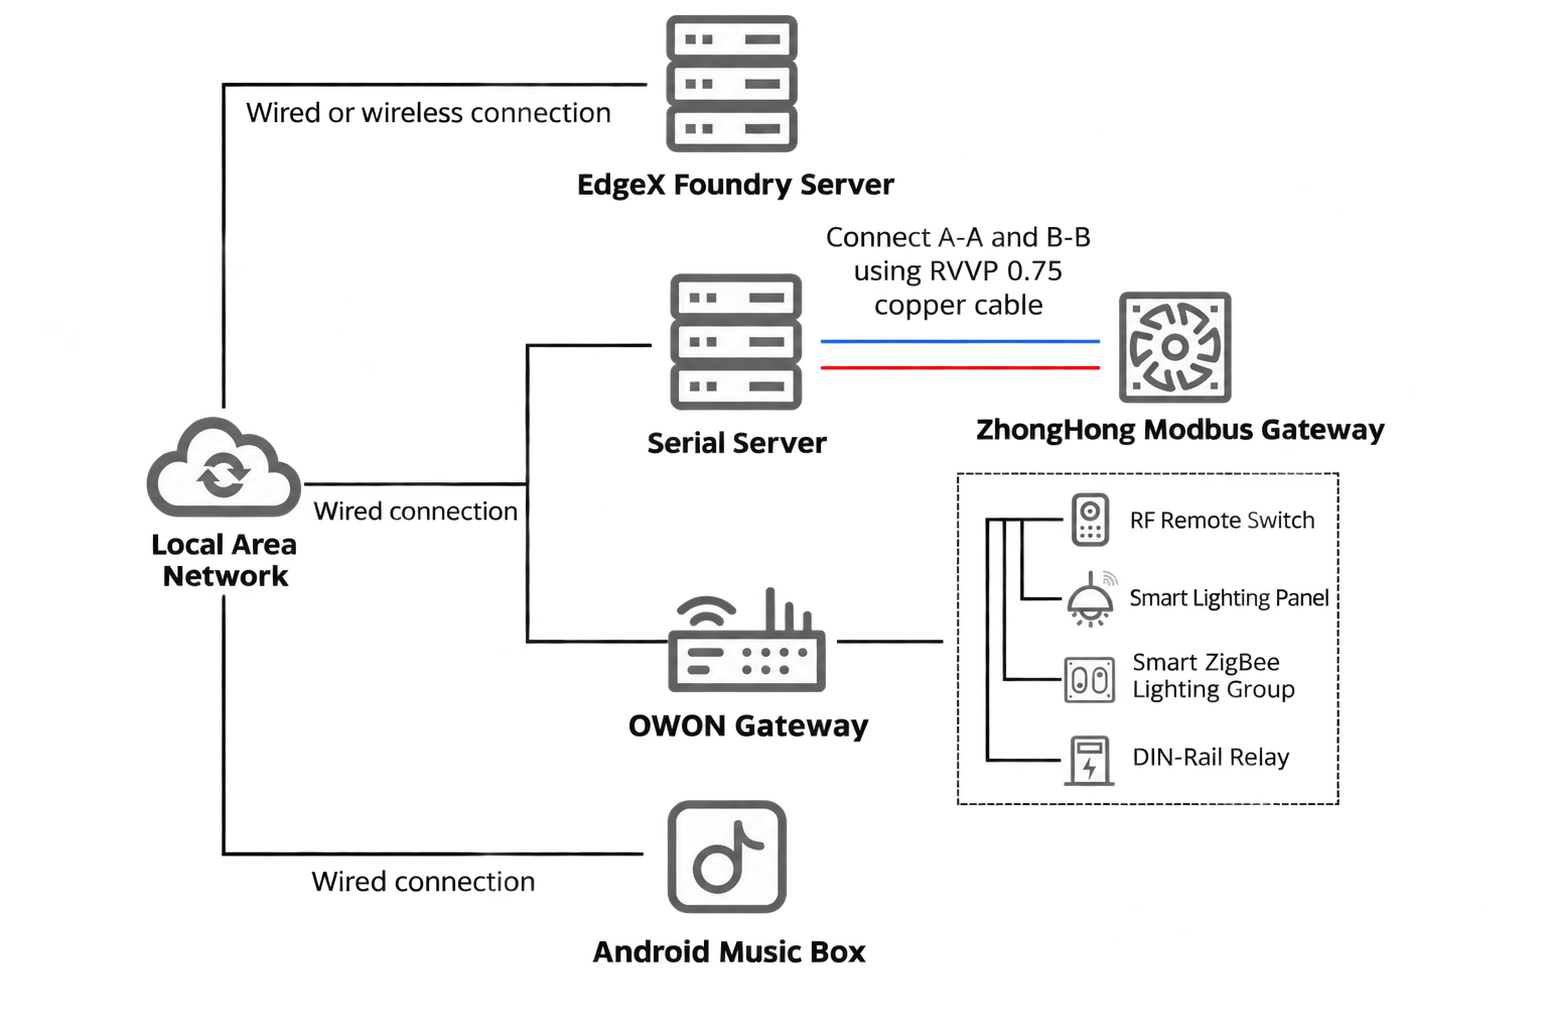 Wired or wireless connection
EdgeX Foundry Server
Connect A-A and B-B
using RVVP 0.75
copper cable
Serial Server
ZhongHong Modbus Gateway
Wired connection
Local Area
Network
RF Remote Switch
Smart Lighting Panel
Smart ZigBee
Lighting Group
DIN-Rail Relay
OWON Gateway
Wired connection
Android Music Box